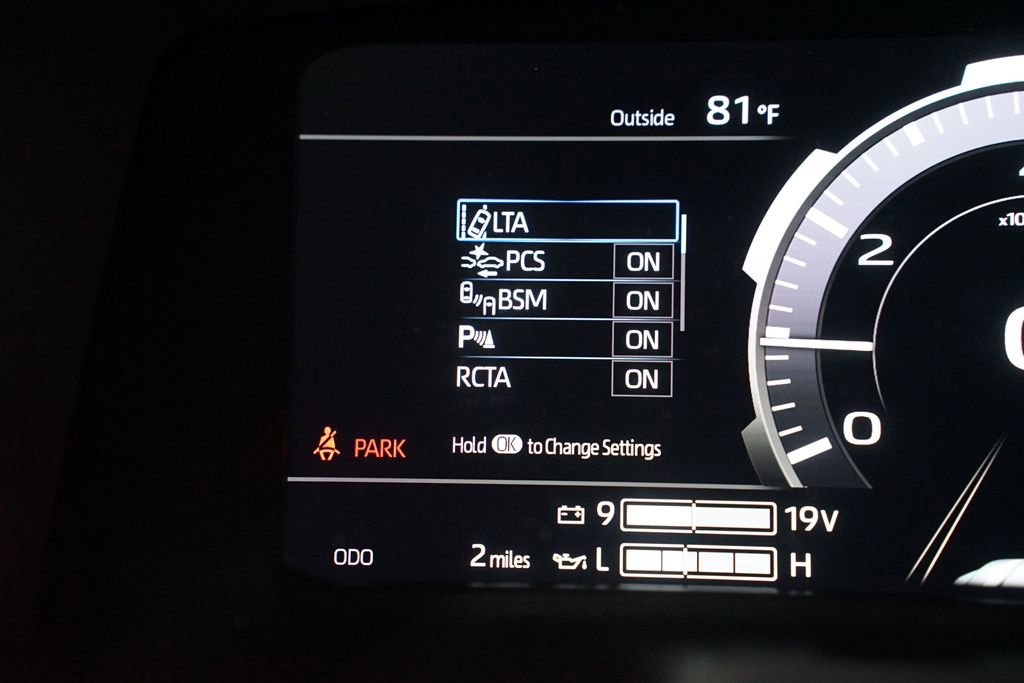 Outside 81°F
LTA
PCS ON
BSM ON
P ON
RCTA ON
PARK Hold OK to Change Settings
x10
2
0
9 19V
ODO 2 miles L H